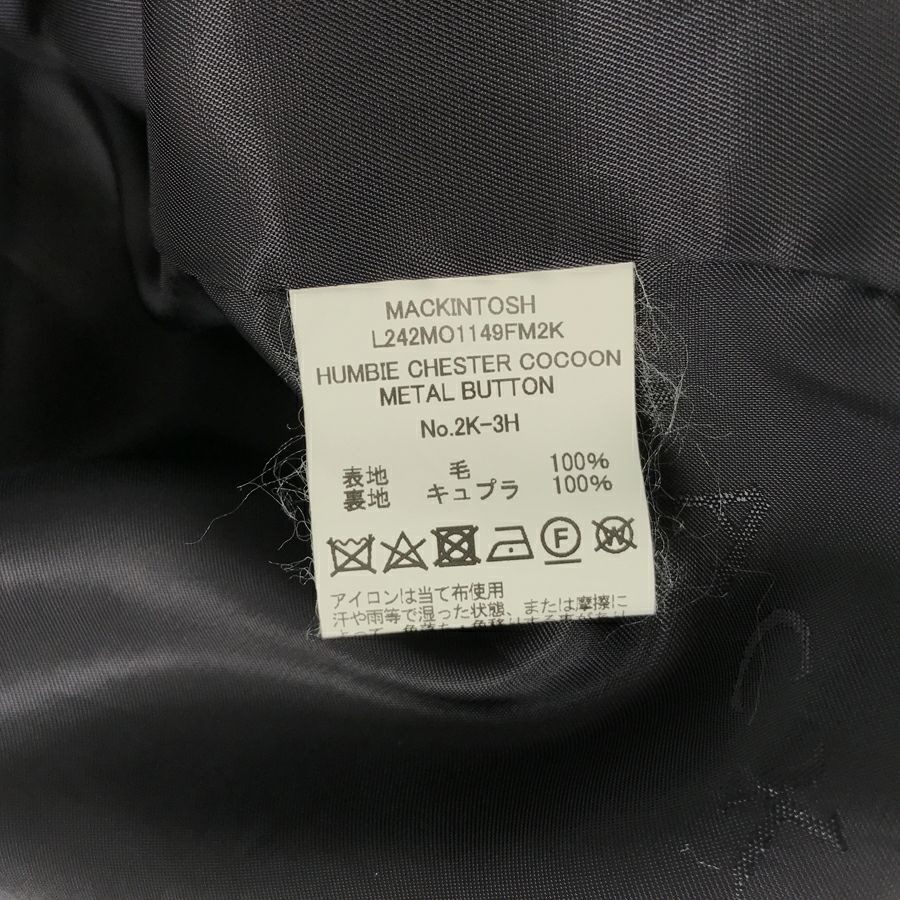 MACKINTOSH
L242MO1149FM2K
HUMBIE CHESTER COCOON
METAL BUTTON
No.2K-3H
表地 毛 100%
裏地 キュプラ 100%
F W
アイロンは当て布使用
汗や雨等で湿った状態、または摩擦に